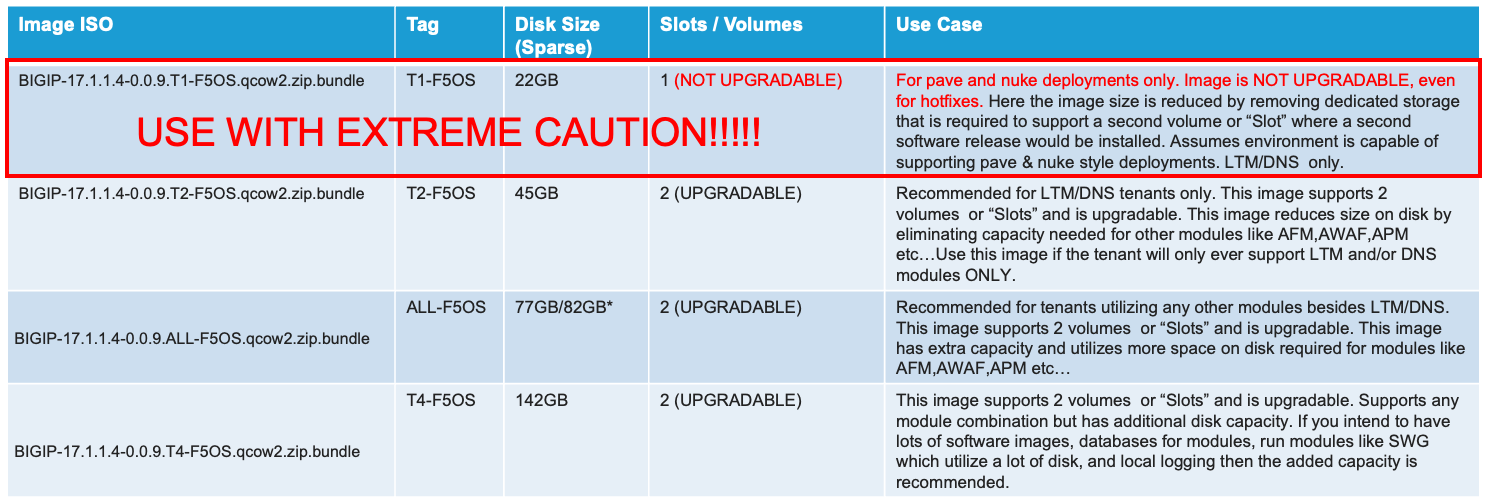 Image ISO
Tag
Disk Size
(Sparse)
Slots / Volumes
Use Case
BIGIP-17.1.1.4-0.0.9.T1-F5OS.qcow2.zip.bundle
T1-F5OS
22GB
1 (NOT UPGRADABLE)
For pave and nuke deployments only. Image is NOT UPGRADABLE, even
for hotfixes. Here the image size is reduced by removing dedicated storage
that is required to support a second volume or “Slot” where a second
software release would be installed. Assumes environment is capable of
supporting pave & nuke style deployments. LTM/DNS  only.
USE WITH EXTREME CAUTION!!!!!
BIGIP-17.1.1.4-0.0.9.T2-F5OS.qcow2.zip.bundle
T2-F5OS
45GB
2 (UPGRADABLE)
Recommended for LTM/DNS tenants only. This image supports 2
volumes  or “Slots” and is upgradable. This image reduces size on disk by
eliminating capacity needed for other modules like AFM,AWAF,APM
etc…Use this image if the tenant will only ever support LTM and/or DNS
modules ONLY.
BIGIP-17.1.1.4-0.0.9.ALL-F5OS.qcow2.zip.bundle
ALL-F5OS
77GB/82GB*
2 (UPGRADABLE)
Recommended for tenants utilizing any other modules besides LTM/DNS.
This image supports 2 volumes  or “Slots” and is upgradable. This image
has extra capacity and utilizes more space on disk required for modules like
AFM,AWAF,APM etc…
BIGIP-17.1.1.4-0.0.9.T4-F5OS.qcow2.zip.bundle
T4-F5OS
142GB
2 (UPGRADABLE)
This image supports 2 volumes  or “Slots” and is upgradable. Supports any
module combination but has additional disk capacity. If you intend to have
lots of software images, databases for modules, run modules like SWG
which utilize a lot of disk, and local logging then the added capacity is
recommended.